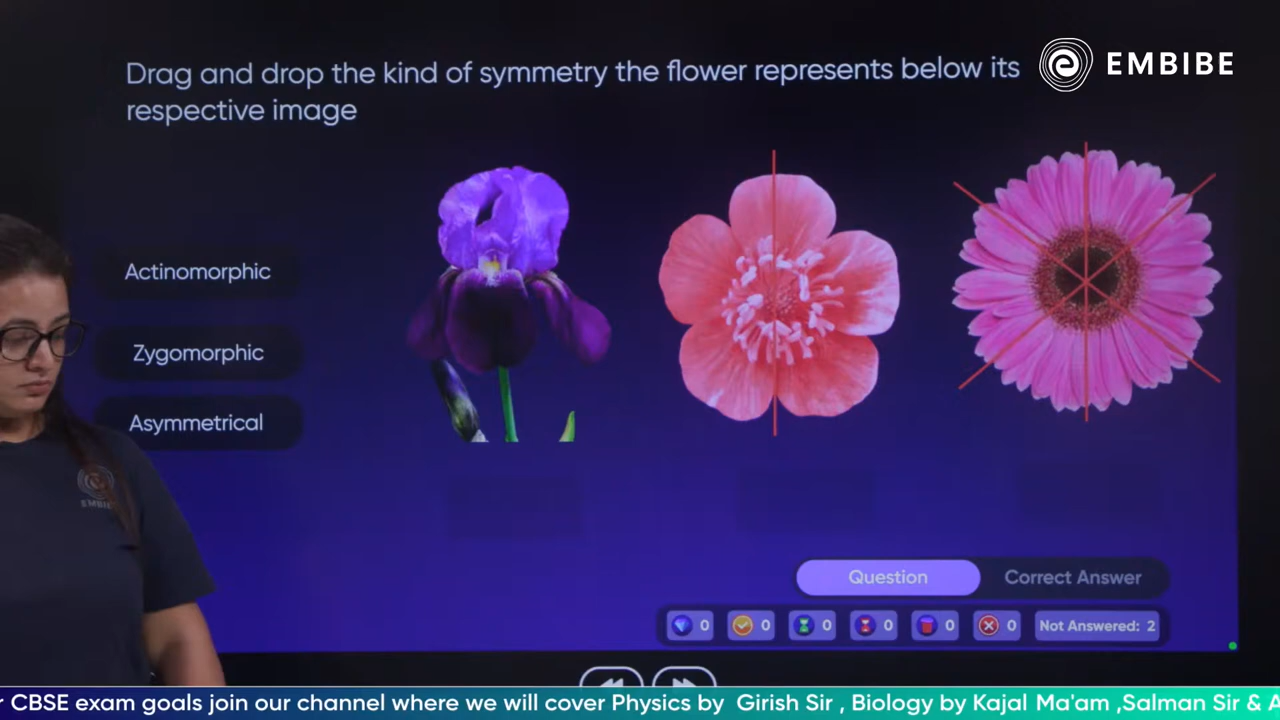 Drag and drop the kind of symmetry the flower represents below its
respective image
EMBIBE
Actinomorphic
Zygomorphic
Asymmetrical
Question
Correct Answer
0
0
0
0
0
0
Not Answered: 2
CBSE exam goals join our channel where we will cover Physics by Girish Sir , Biology by Kajal Ma'am ,Salman Sir &